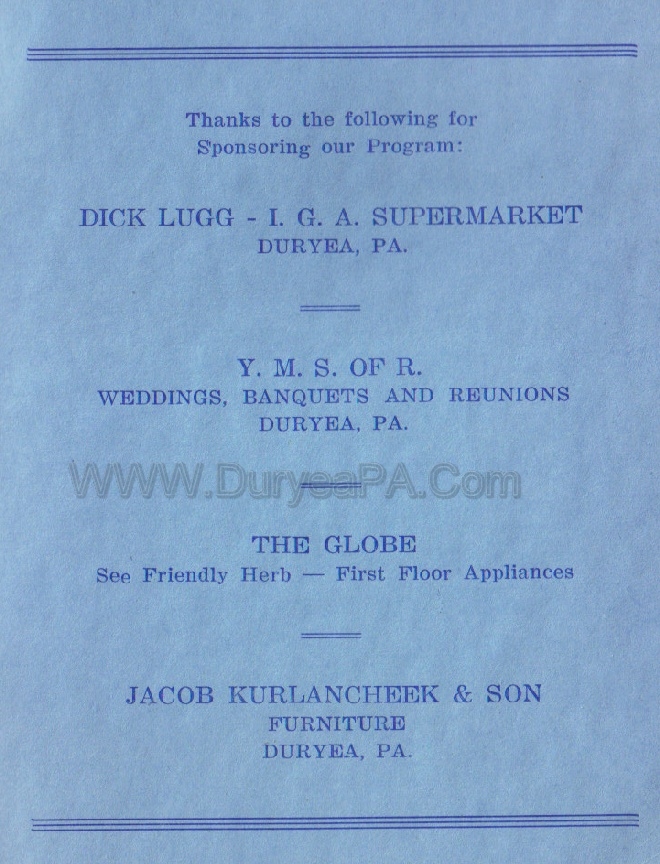 Thanks to the following for
Sponsoring our Program:
DICK LUGG - I. G. A. SUPERMARKET
DURYEA, PA.
Y. M. S. OF R.
WEDDINGS, BANQUETS AND REUNIONS
DURYEA, PA.
WWW.DuryeaPA.Com
THE GLOBE
See Friendly Herb — First Floor Appliances
JACOB KURLANCHEEK & SON
FURNITURE
DURYEA, PA.